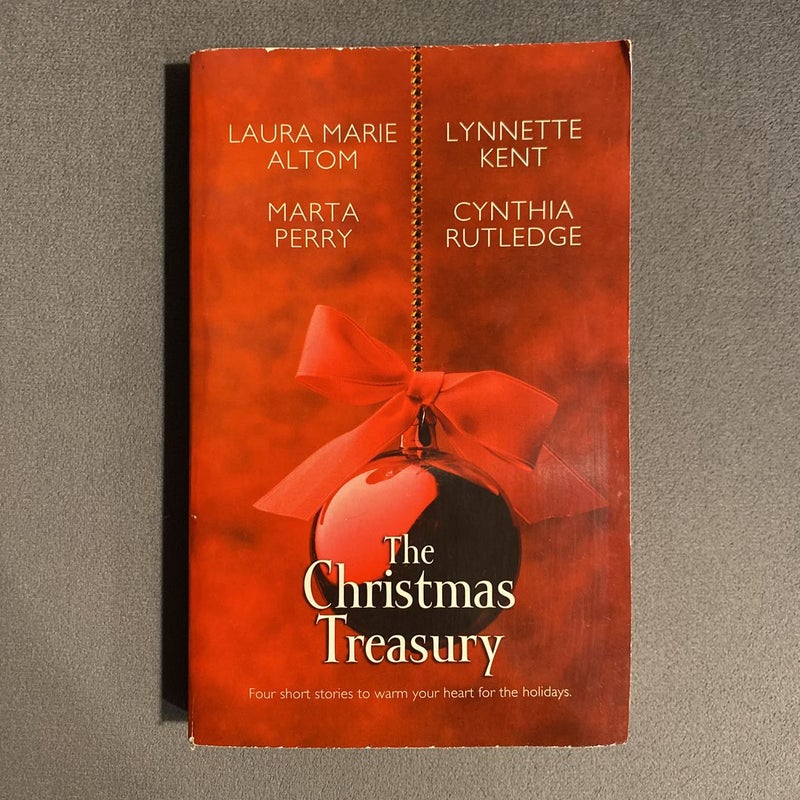 LAURA MARIE
ALTOM
LYNNETTE
KENT
MARTA
PERRY
CYNTHIA
RUTLEDGE
The
Christmas
Treasury
Four short stories to warm your heart for the holidays.